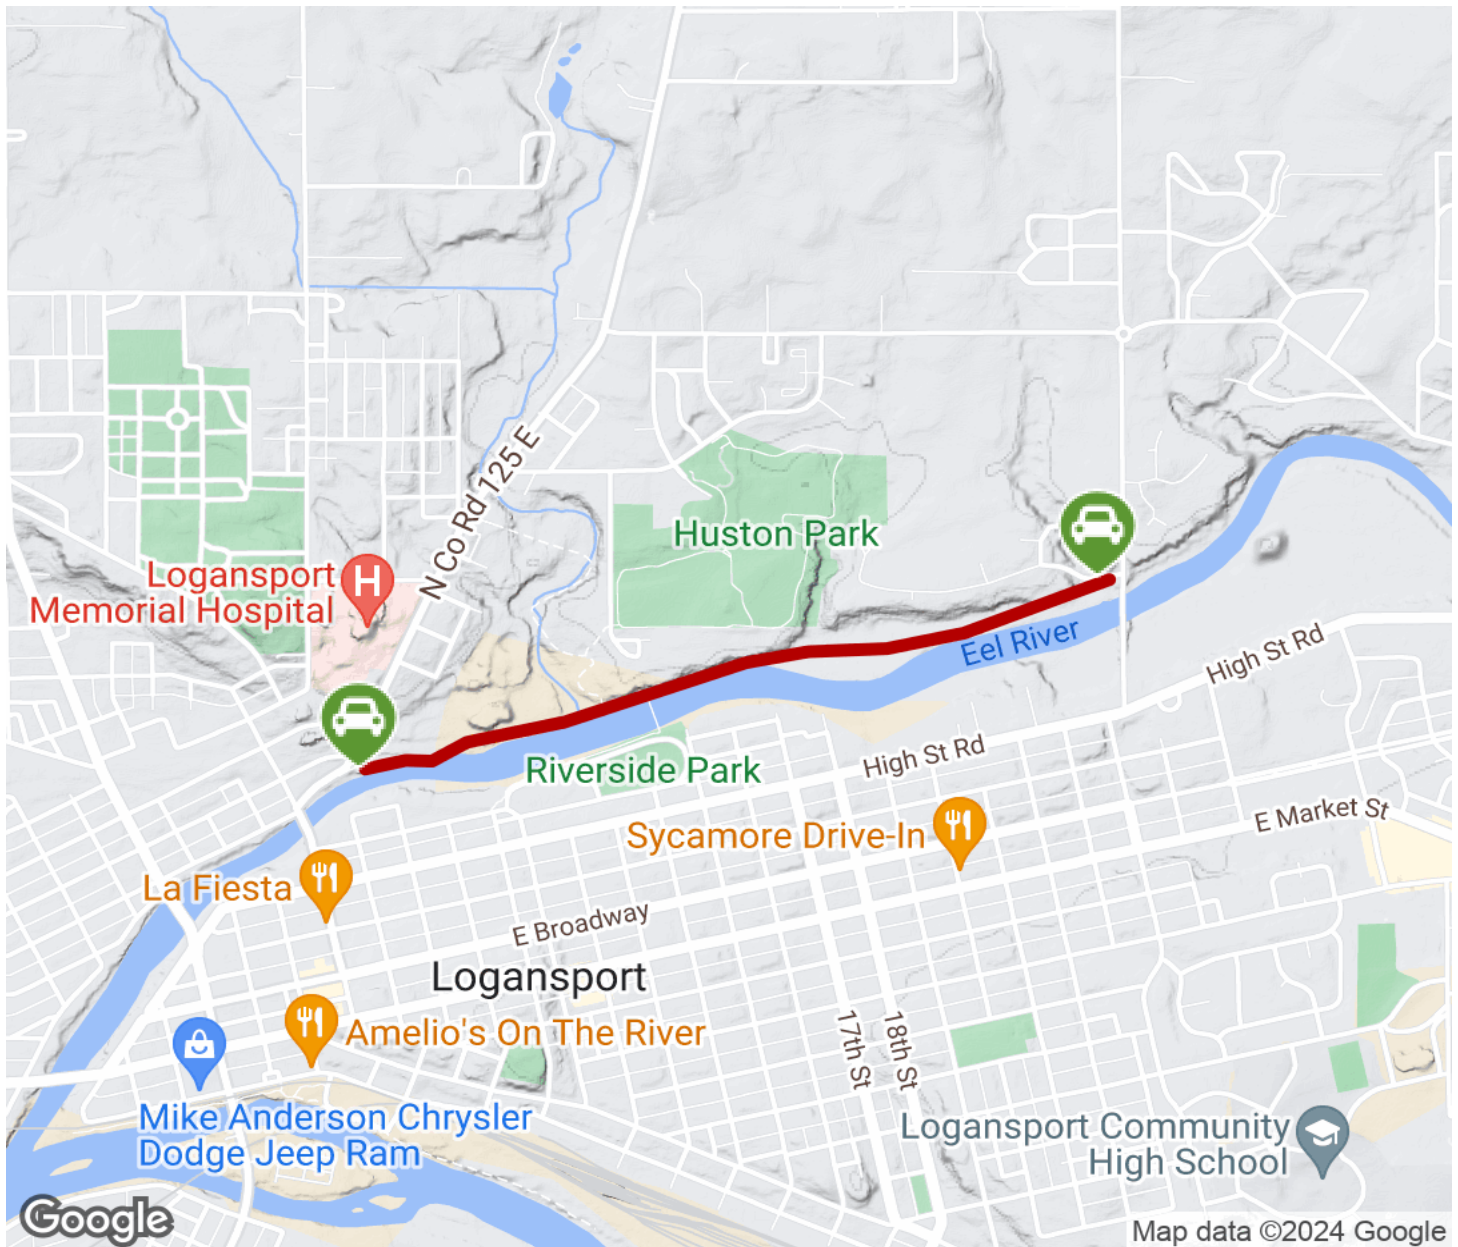 N Co Rd 125 E
Huston Park
Logansport
Memorial Hospital
H
Eel River
High St Rd
Riverside Park
High St Rd
E Market St
Sycamore Drive-In
La Fiesta
E Broadway
Logansport
Amelio's On The River
17th St
18th St
Mike Anderson Chrysler
Dodge Jeep Ram
Logansport Community
High School
Google
Map data ©2024 Google